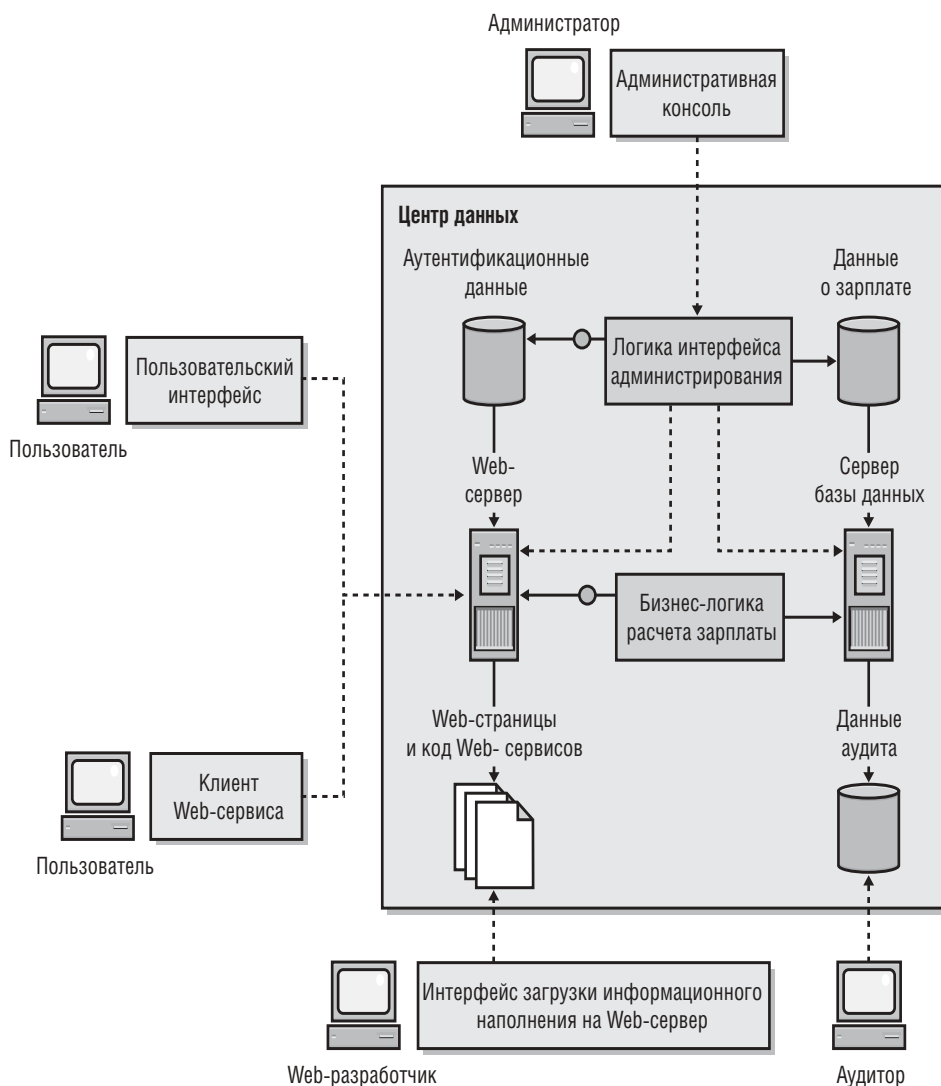 Администратор
Административная
консоль
Центр данных
Аутентификационные
данные
Данные
о зарплате
Логика интерфейса
администрирования
Пользовательский
интерфейс
Пользователь
Web-
сервер
Сервер
базы данных
Бизнес-логика
расчета зарплаты
Web-страницы
и код Web- сервисов
Данные
аудита
Клиент
Web-сервиса
Пользователь
Интерфейс загрузки информационного
наполнения на Web-сервер
Web-разработчик
Аудитор